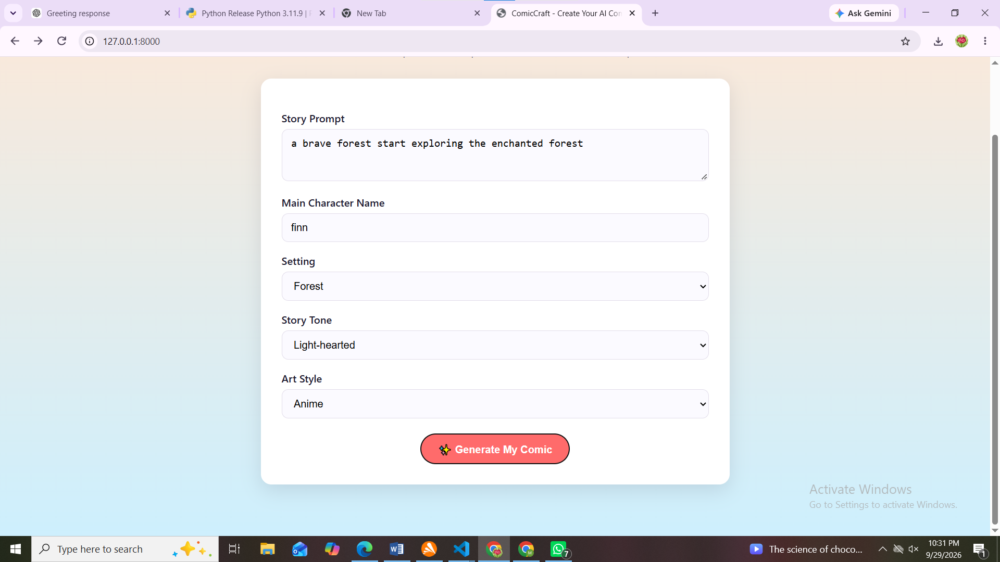 Greeting response
Python Release Python 3.11.9 |
New Tab
ComicCraft - Create Your AI Com
Ask Gemini
127.0.0.1:8000
Story Prompt
a brave forest start exploring the enchanted forest
Main Character Name
finn
Setting
Forest
Story Tone
Light-hearted
Art Style
Anime
✨ Generate My Comic
Activate Windows
Go to Settings to activate Windows.
Type here to search
7
The science of choco...
10:31 PM
9/29/2026
1